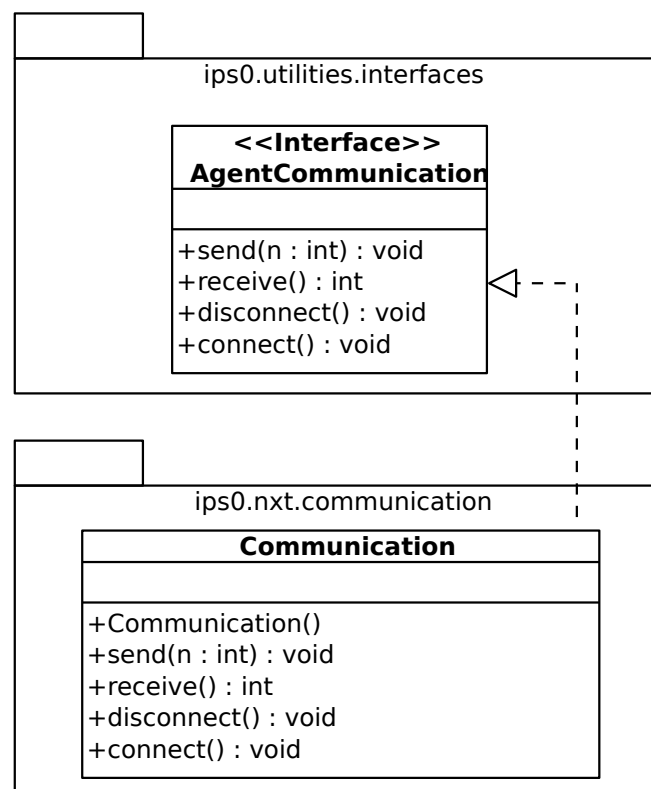 ips0.utilities.interfaces
<<Interface>>
AgentCommunication
+send(n : int) : void
+receive() : int
+disconnect() : void
+connect() : void
ips0.nxt.communication
Communication
+Communication()
+send(n : int) : void
+receive() : int
+disconnect() : void
+connect() : void